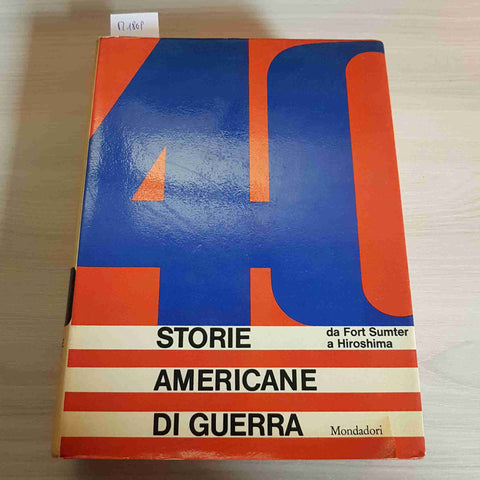 40
STORIE
da Fort Sumter
a Hiroshima
AMERICANE
DI GUERRA
Mondadori